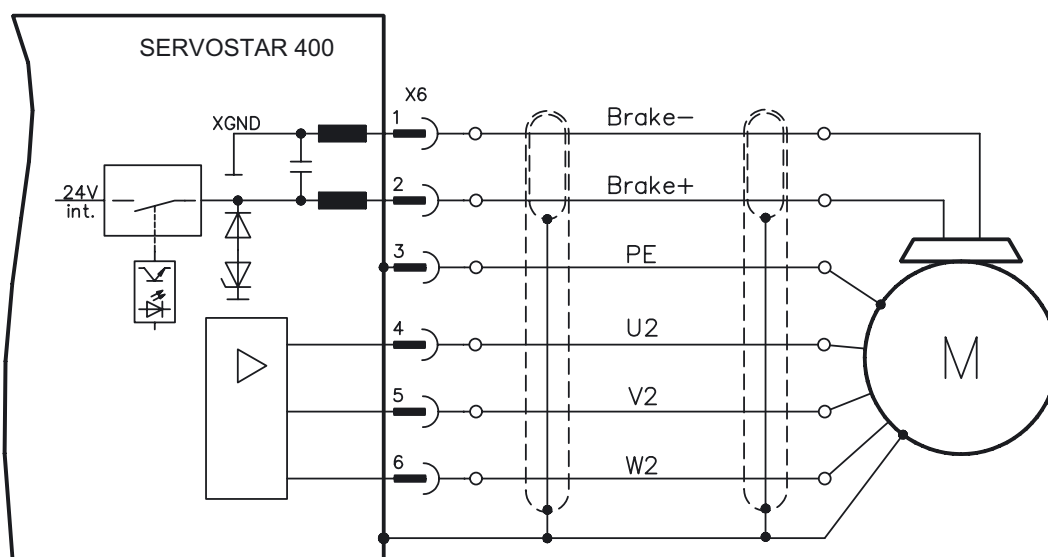 SERVOSTAR 400
X6
1
Brake–
XGND
2
Brake+
24V
int.
3
PE
4
U2
M
5
V2
6
W2